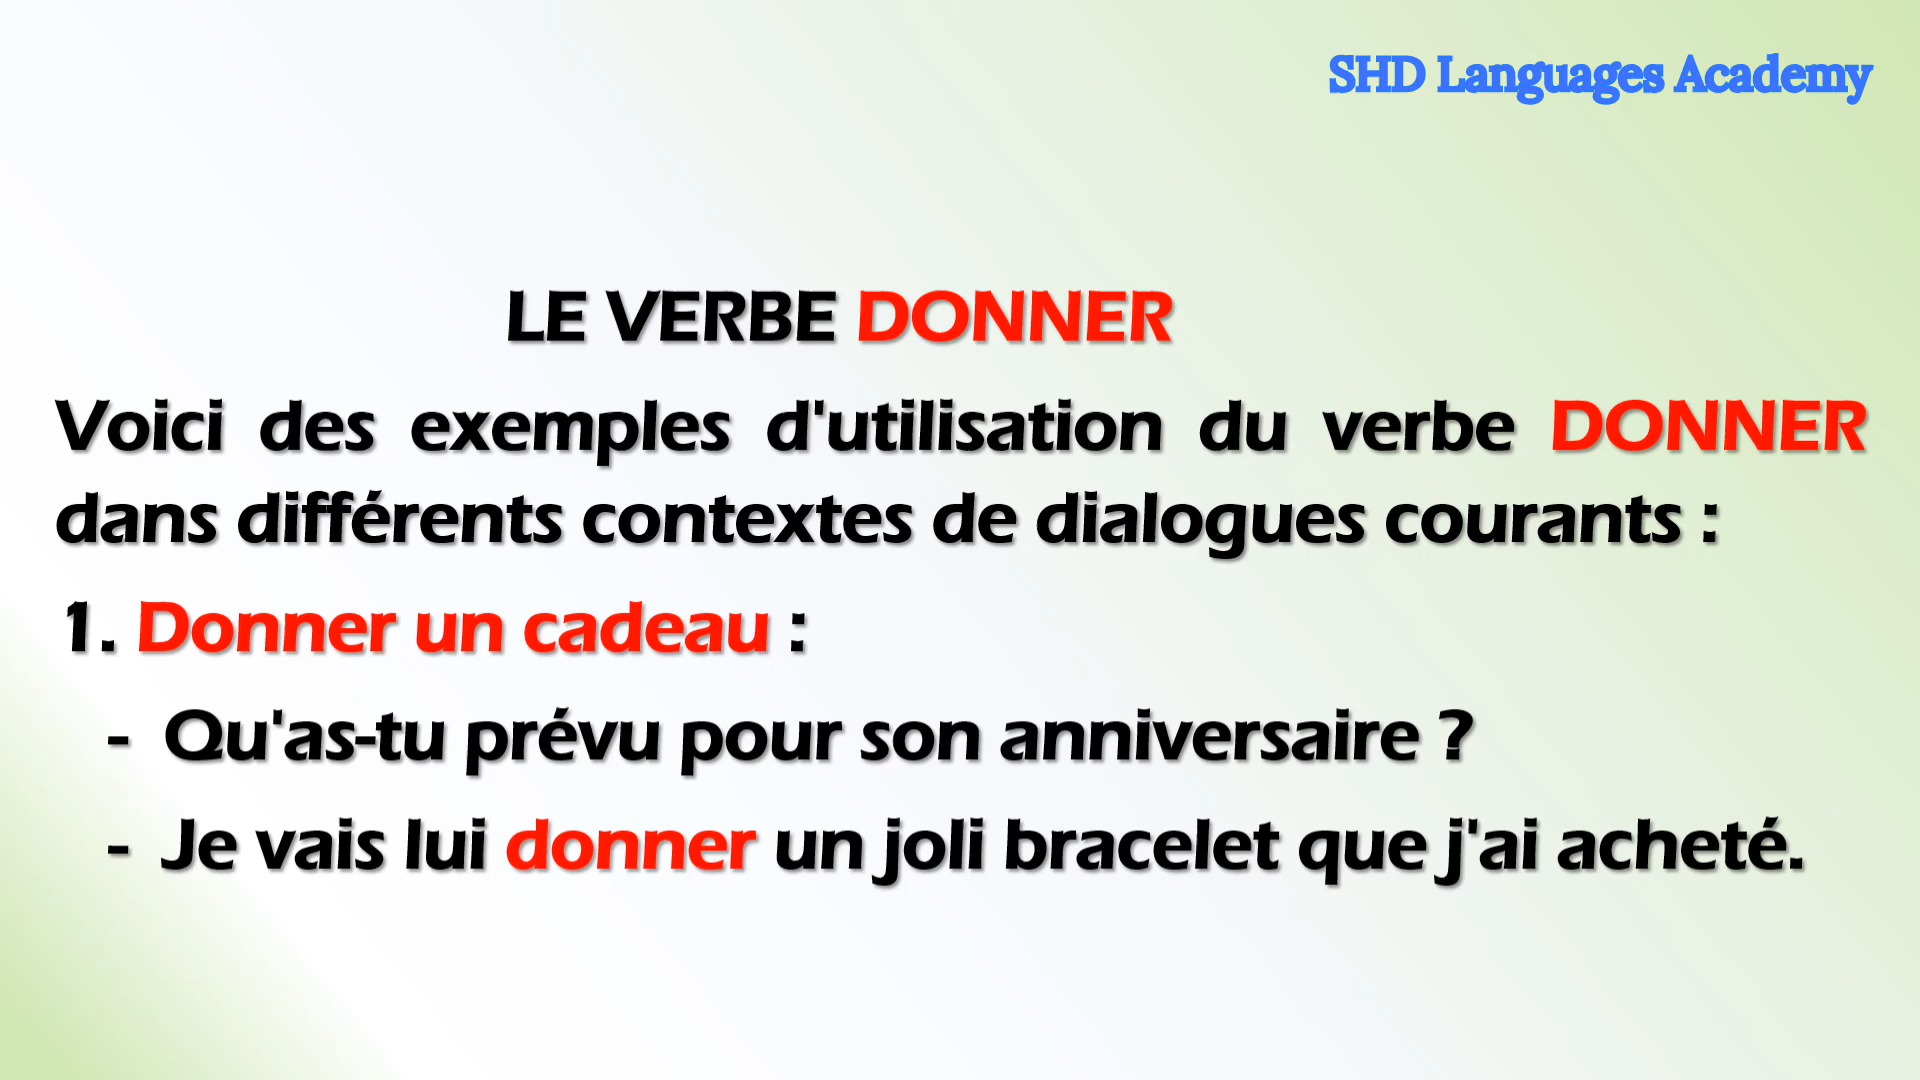 SHD Languages Academy
LE VERBE DONNER
Voici des exemples d'utilisation du verbe DONNER
dans différents contextes de dialogues courants :
1. Donner un cadeau :
- Qu'as-tu prévu pour son anniversaire ?
- Je vais lui donner un joli bracelet que j'ai acheté.